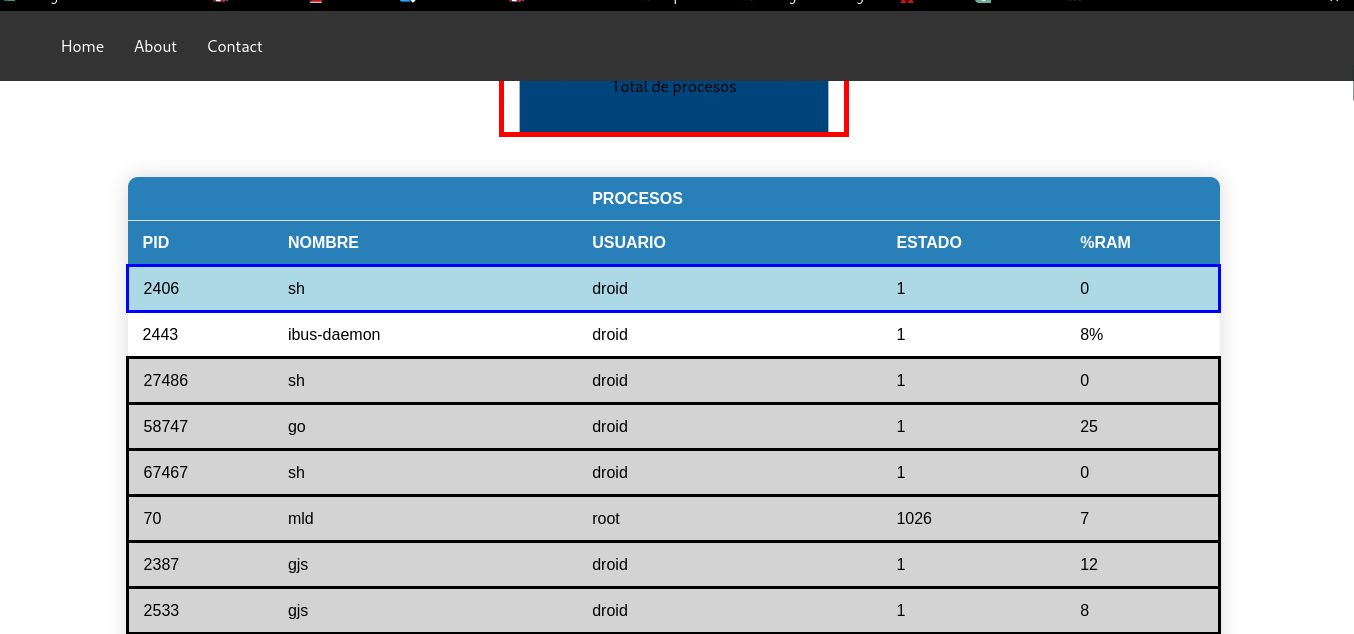 Home About Contact
Total de procesos
PROCESOS
PID NOMBRE USUARIO ESTADO %RAM
2406 sh droid 1 0
2443 ibus-daemon droid 1 8%
27486 sh droid 1 0
58747 go droid 1 25
67467 sh droid 1 0
70 mld root 1026 7
2387 gjs droid 1 12
2533 gjs droid 1 8